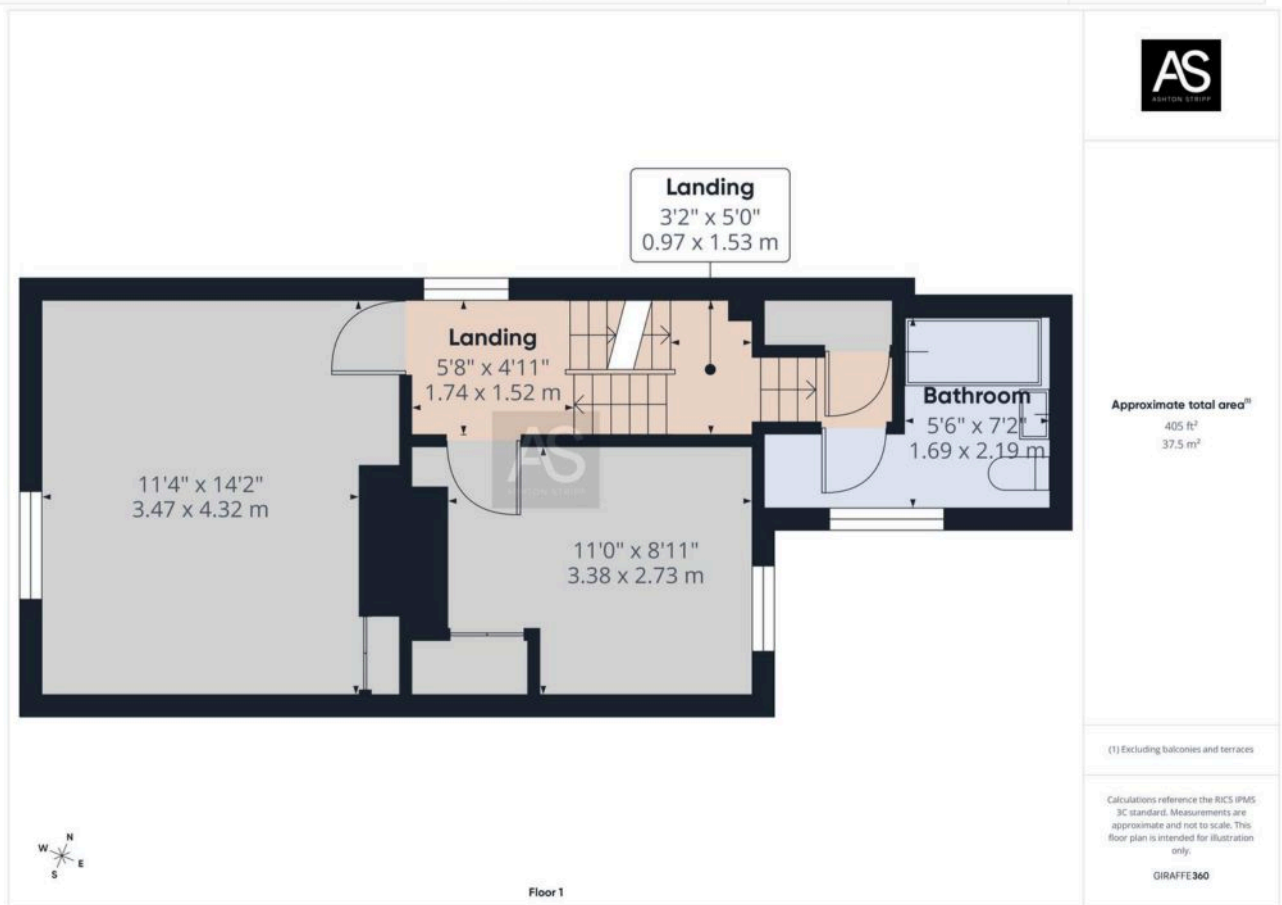 AS
ASHTON STRIPP
Landing
3'2" x 5'0"
0.97 x 1.53 m
Landing
5'8" x 4'11"
1.74 x 1.52 m
Bathroom
5'6" x 7'2"
1.69 x 2.19 m
11'4" x 14'2"
3.47 x 4.32 m
AS
ASHTON STRIPP
11'0" x 8'11"
3.38 x 2.73 m
Approximate total area(1)
405 ft²
37.5 m²
(1) Excluding balconies and terraces
Calculations reference the RICS IPMS
3C standard. Measurements are
approximate and not to scale. This
floor plan is intended for illustration
only.
GIRAFFE360
N
W
E
S
Floor 1